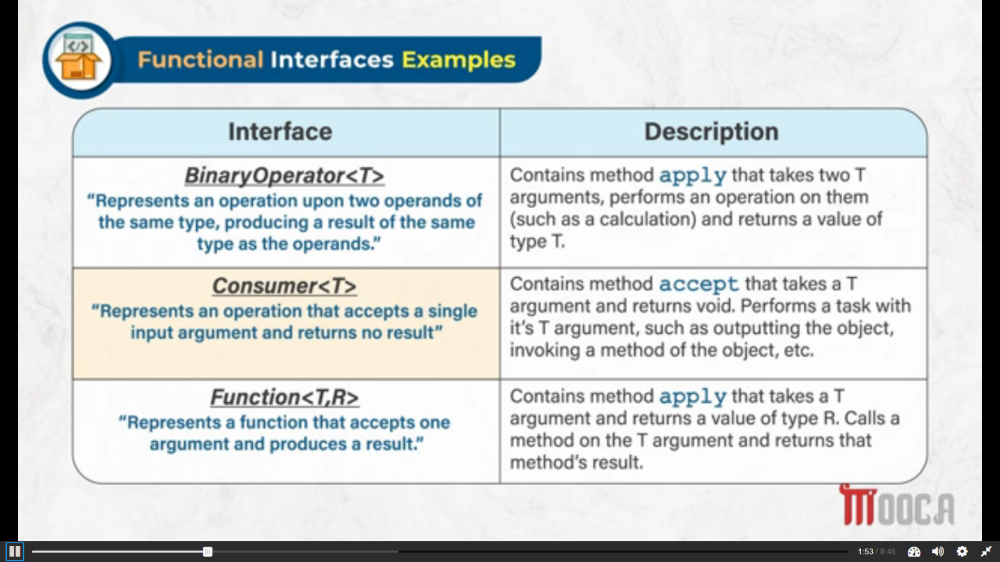 </>
Functional Interfaces Examples
Interface
Description
BinaryOperator<T>
"Represents an operation upon two operands of
the same type, producing a result of the same
type as the operands."
Contains method apply that takes two T
arguments, performs an operation on them
(such as a calculation) and returns a value of
type T.
Consumer<T>
"Represents an operation that accepts a single
input argument and returns no result"
Contains method accept that takes a T
argument and returns void. Performs a task with
it's T argument, such as outputting the object,
invoking a method of the object, etc.
Function<T,R>
"Represents a function that accepts one
argument and produces a result."
Contains method apply that takes a T
argument and returns a value of type R. Calls a
method on the T argument and returns that
method's result.
MOOCA
1:53 / 8:46